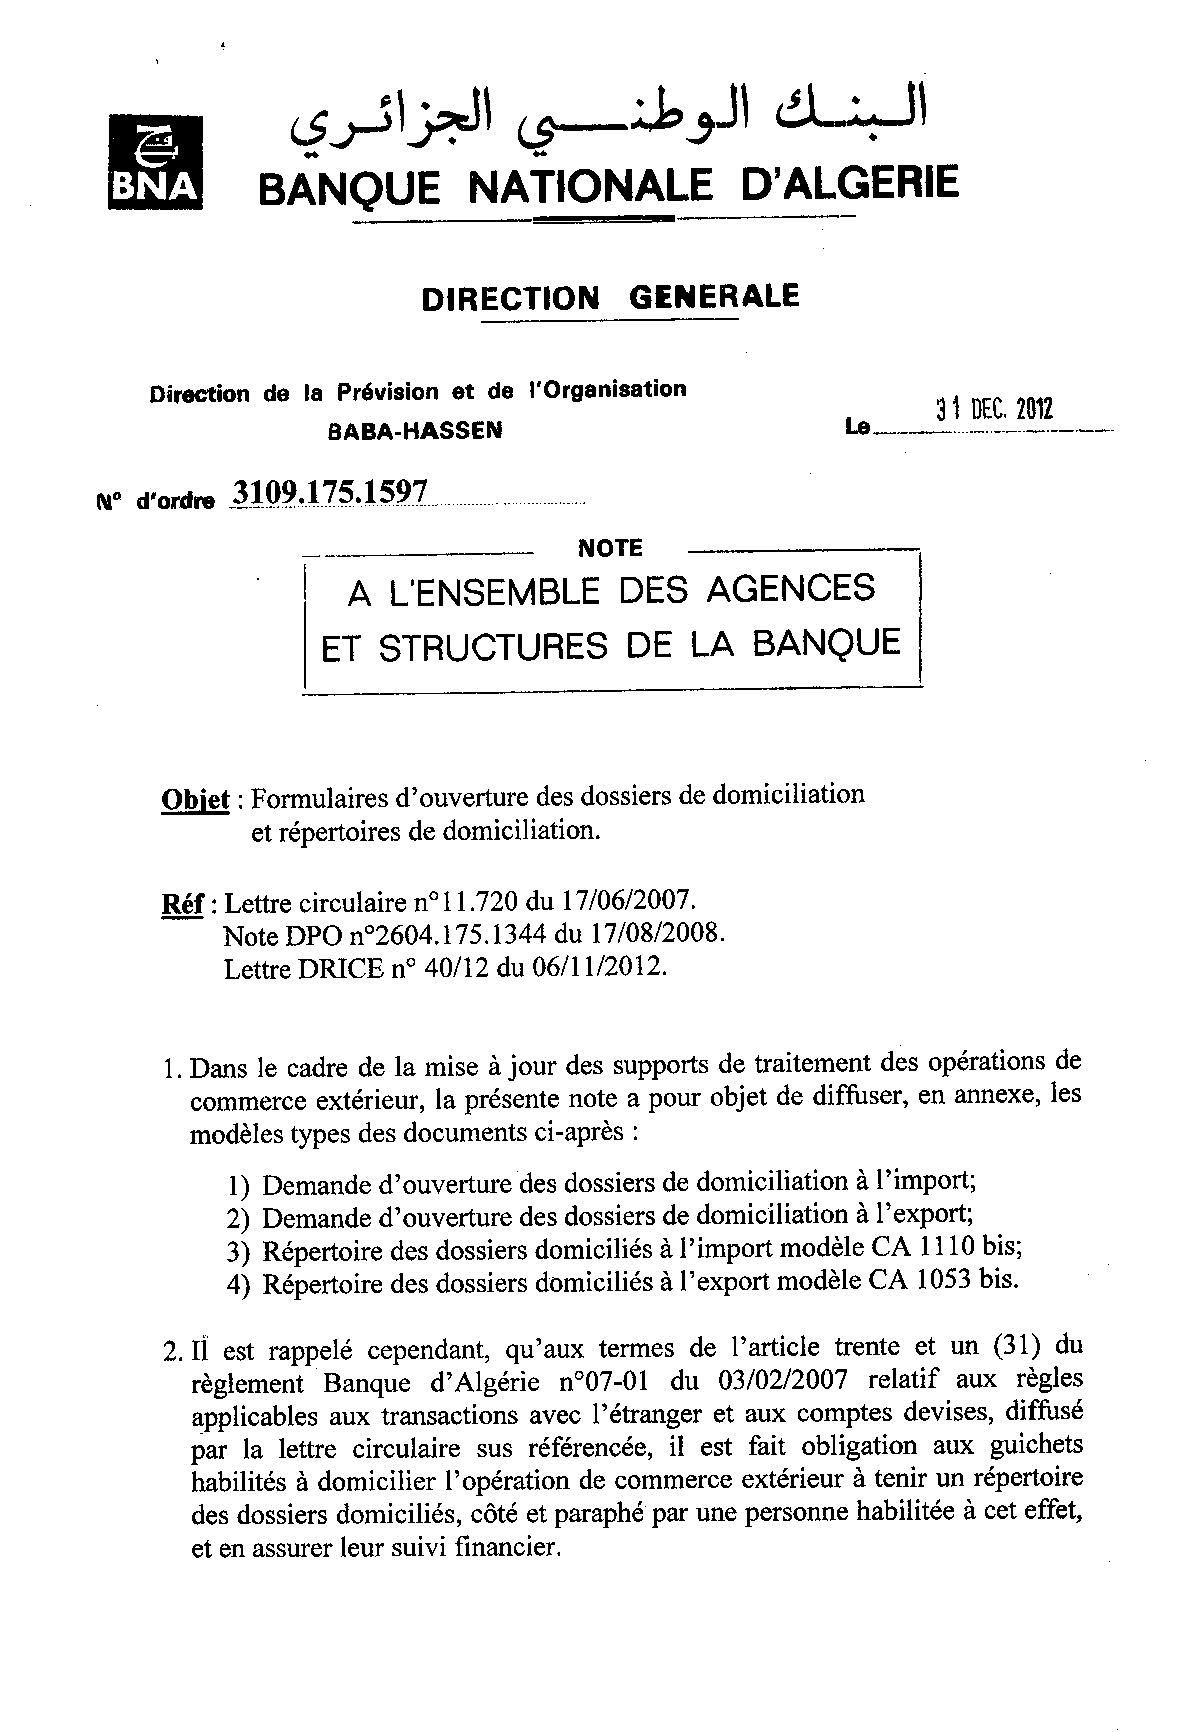 البنك الوطني الجزائري
BNA
BANQUE NATIONALE D'ALGERIE
DIRECTION GENERALE
Direction de la Prévision et de l'Organisation
BABA-HASSEN
Le 31 DEC. 2012
N° d'ordre 3109.175.1597
NOTE
A L'ENSEMBLE DES AGENCES
ET STRUCTURES DE LA BANQUE
Objet : Formulaires d'ouverture des dossiers de domiciliation
et répertoires de domiciliation.
Réf : Lettre circulaire n°11.720 du 17/06/2007.
Note DPO n°2604.175.1344 du 17/08/2008.
Lettre DRICE n° 40/12 du 06/11/2012.
1. Dans le cadre de la mise à jour des supports de traitement des opérations de
commerce extérieur, la présente note a pour objet de diffuser, en annexe, les
modèles types des documents ci-après :
1) Demande d'ouverture des dossiers de domiciliation à l'import;
2) Demande d'ouverture des dossiers de domiciliation à l'export;
3) Répertoire des dossiers domiciliés à l'import modèle CA 1110 bis;
4) Répertoire des dossiers domiciliés à l'export modèle CA 1053 bis.
2. Il est rappelé cependant, qu'aux termes de l'article trente et un (31) du
règlement Banque d'Algérie n°07-01 du 03/02/2007 relatif aux règles
applicables aux transactions avec l'étranger et aux comptes devises, diffusé
par la lettre circulaire sus référencée, il est fait obligation aux guichets
habilités à domicilier l'opération de commerce extérieur à tenir un répertoire
des dossiers domiciliés, côté et paraphé par une personne habilitée à cet effet,
et en assurer leur suivi financier.